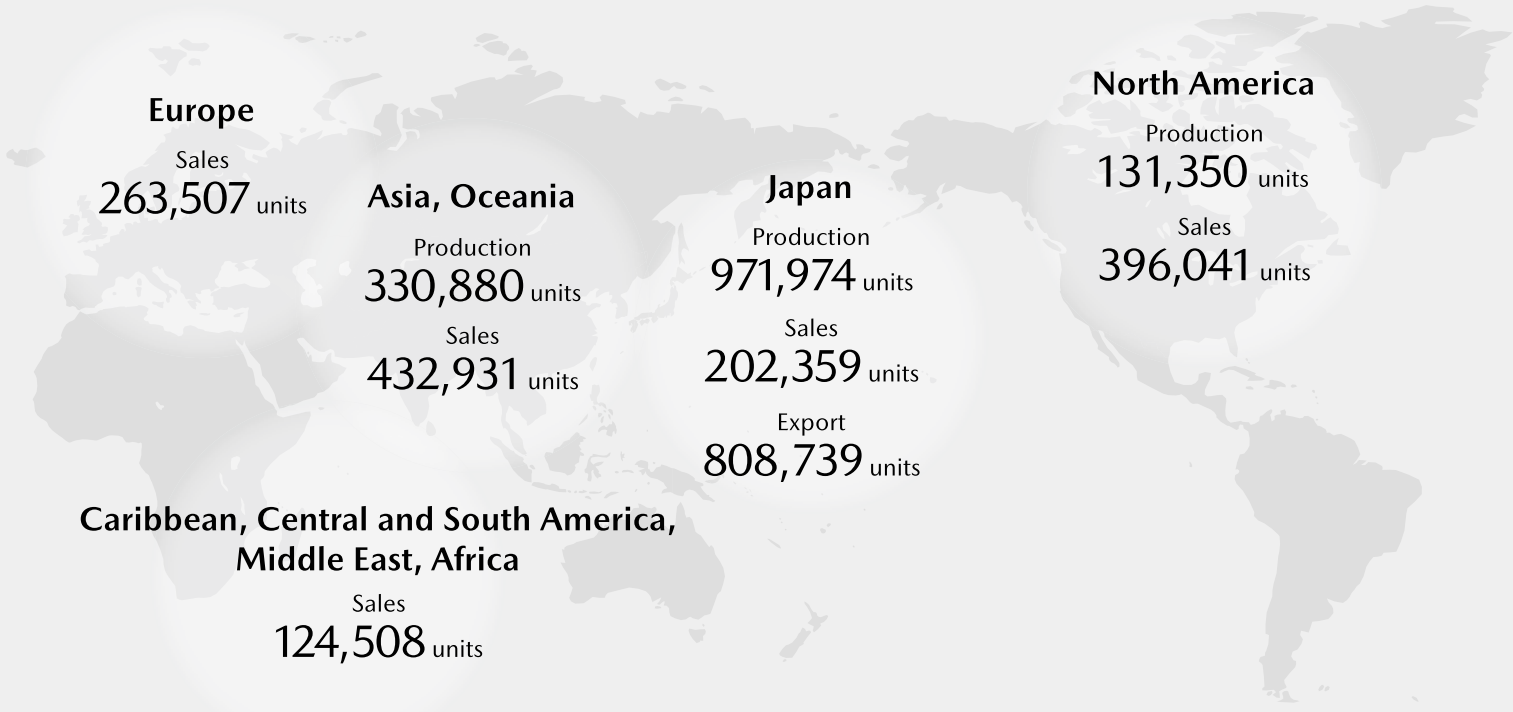 Europe
Sales
263,507 units
Asia, Oceania
Production
330,880 units
Sales
432,931 units
Japan
Production
971,974 units
Sales
202,359 units
Export
808,739 units
North America
Production
131,350 units
Sales
396,041 units
Caribbean, Central and South America,
Middle East, Africa
Sales
124,508 units